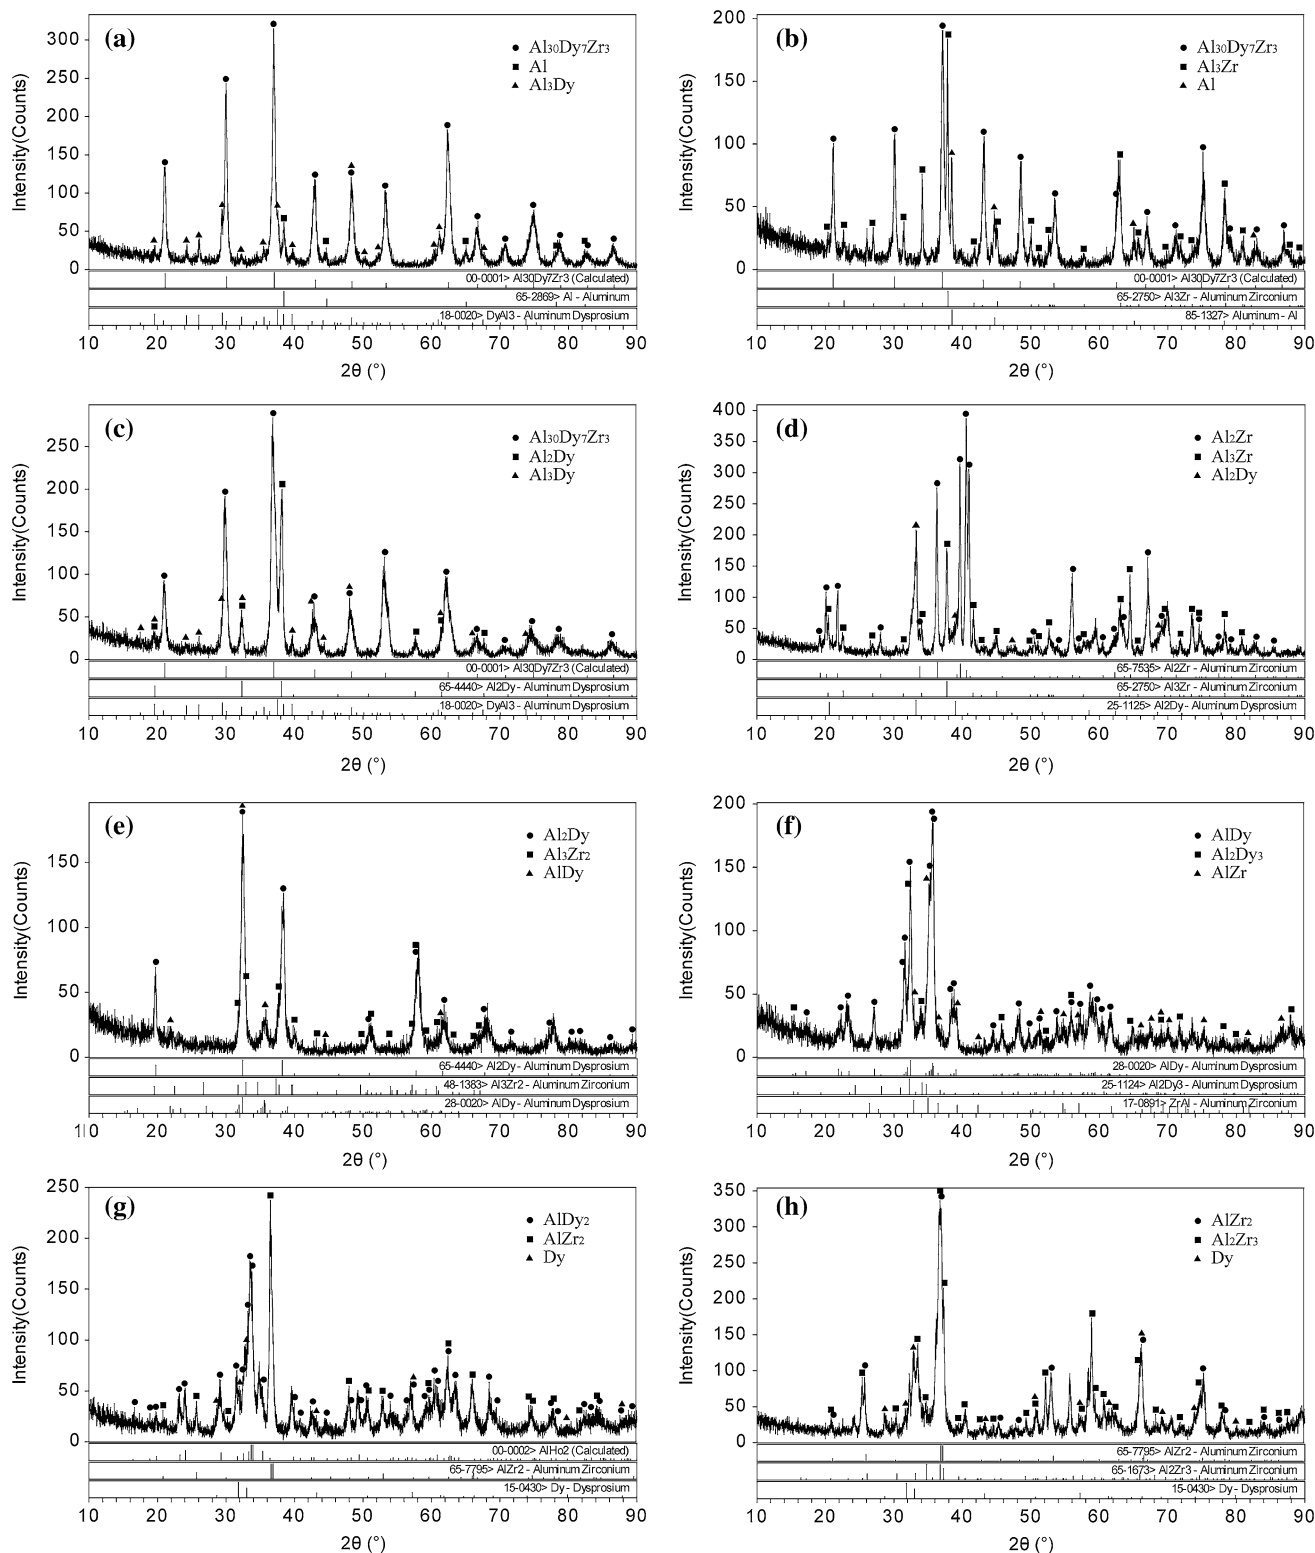 (a)
Intensity(Counts)
300
250
200
150
100
50
0
● Al30Dy7Zr3
■ Al
▲ Al3Dy
00-0001> Al30Dy7Zr3 (Calculated)
65-2869> Al - Aluminum
18-0020> DyAl3 - Aluminum Dysprosium
10 20 30 40 50 60 70 80 90
2θ (°)
(b)
Intensity(Counts)
200
150
100
50
0
● Al30Dy7Zr3
■ Al3Zr
▲ Al
00-0001> Al30Dy7Zr3 (Calculated)
65-2750> Al3Zr - Aluminum Zirconium
85-1327> Aluminum - Al
10 20 30 40 50 60 70 80 90
2θ (°)
(c)
Intensity(Counts)
250
200
150
100
50
0
● Al30Dy7Zr3
■ Al2Dy
▲ Al3Dy
00-0001> Al30Dy7Zr3 (Calculated)
65-4440> Al2Dy - Aluminum Dysprosium
18-0020> DyAl3 - Aluminum Dysprosium
10 20 30 40 50 60 70 80 90
2θ (°)
(d)
Intensity(Counts)
400
350
300
250
200
150
100
50
0
● Al2Zr
■ Al3Zr
▲ Al2Dy
65-7535> Al2Zr - Aluminum Zirconium
65-2750> Al3Zr - Aluminum Zirconium
25-1125> Al2Dy - Aluminum Dysprosium
10 20 30 40 50 60 70 80 90
2θ (°)
(e)
Intensity(Counts)
150
100
50
0
● Al2Dy
■ Al3Zr2
▲ AlDy
65-4440> Al2Dy - Aluminum Dysprosium
48-1383> Al3Zr2 - Aluminum Zirconium
28-0020> AlDy - Aluminum Dysprosium
10 20 30 40 50 60 70 80 90
2θ (°)
(f)
Intensity(Counts)
200
150
100
50
0
● AlDy
■ Al2Dy3
▲ AlZr
28-0020> AlDy - Aluminum Dysprosium
25-1124> Al2Dy3 - Aluminum Dysprosium
17-0891> ZrAl - Aluminum Zirconium
10 20 30 40 50 60 70 80 90
2θ (°)
(g)
Intensity(Counts)
250
200
150
100
50
0
● AlDy2
■ AlZr2
▲ Dy
00-0002> AlHo2 (Calculated)
65-7795> AlZr2 - Aluminum Zirconium
15-0430> Dy - Dysprosium
10 20 30 40 50 60 70 80 90
2θ (°)
(h)
Intensity(Counts)
350
300
250
200
150
100
50
0
● AlZr2
■ Al2Zr3
▲ Dy
65-7795> AlZr2 - Aluminum Zirconium
65-1673> Al2Zr3 - Aluminum Zirconium
15-0430> Dy - Dysprosium
10 20 30 40 50 60 70 80 90
2θ (°)